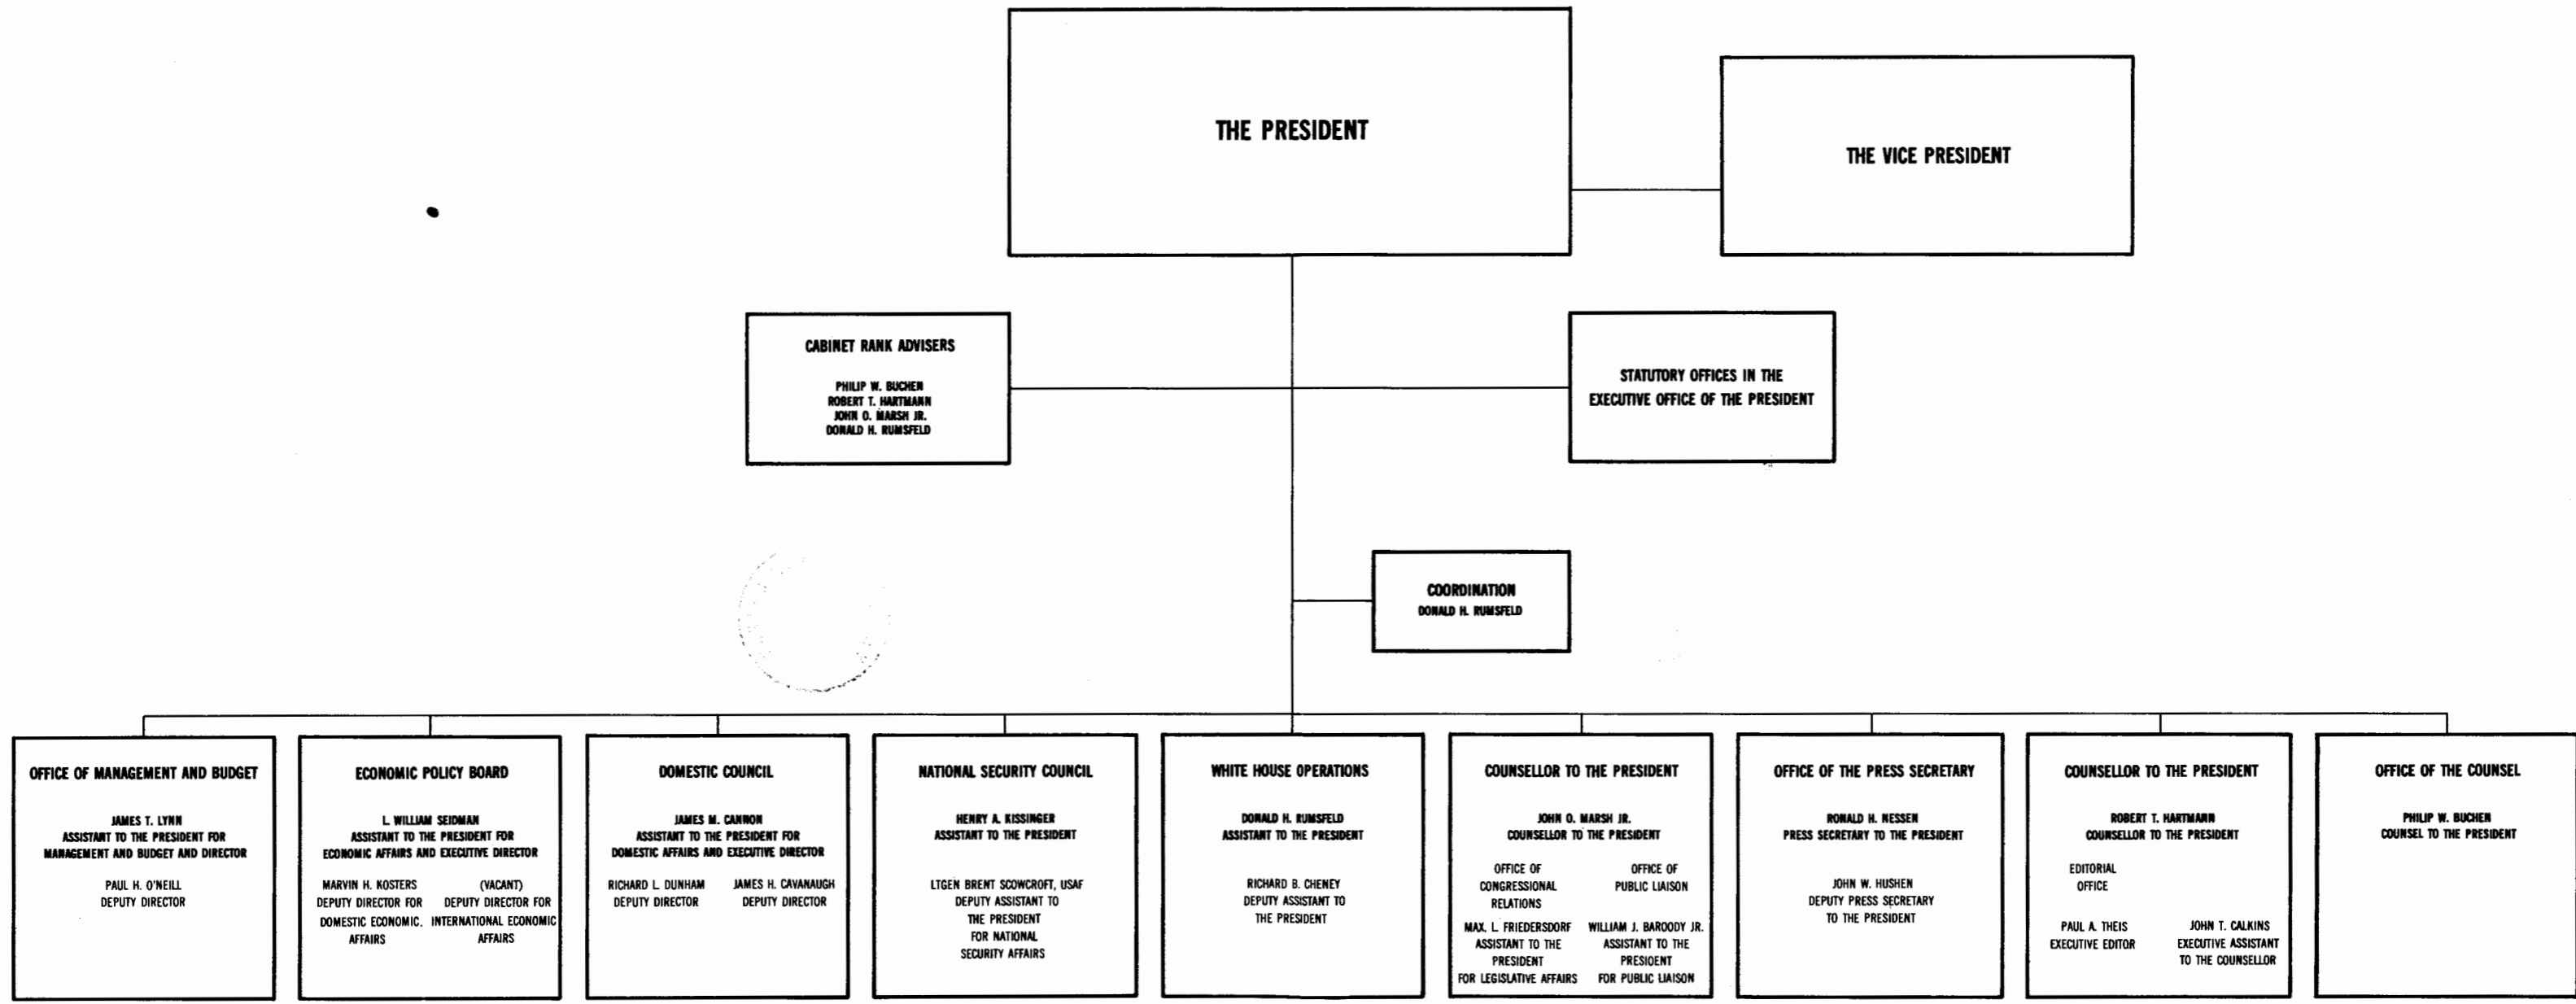 THE PRESIDENT
THE VICE PRESIDENT
CABINET RANK ADVISERS
PHILIP W. BUCHEN
ROBERT T. HARTMANN
JOHN O. MARSH JR.
DONALD H. RUMSFELD
STATUTORY OFFICES IN THE
EXECUTIVE OFFICE OF THE PRESIDENT
COORDINATION
DONALD H. RUMSFELD
OFFICE OF MANAGEMENT AND BUDGET
JAMES T. LYNN
ASSISTANT TO THE PRESIDENT FOR
MANAGEMENT AND BUDGET AND DIRECTOR
PAUL H. O'NEILL
DEPUTY DIRECTOR
ECONOMIC POLICY BOARD
L. WILLIAM SEIDMAN
ASSISTANT TO THE PRESIDENT FOR
ECONOMIC AFFAIRS AND EXECUTIVE DIRECTOR
MARVIN H. KOSTERS
DEPUTY DIRECTOR FOR
DOMESTIC ECONOMIC.
AFFAIRS
(VACANT)
DEPUTY DIRECTOR FOR
INTERNATIONAL ECONOMIC
AFFAIRS
DOMESTIC COUNCIL
JAMES M. CANNON
ASSISTANT TO THE PRESIDENT FOR
DOMESTIC AFFAIRS AND EXECUTIVE DIRECTOR
RICHARD L. DUNHAM
DEPUTY DIRECTOR
JAMES H. CAVANAUGH
DEPUTY DIRECTOR
NATIONAL SECURITY COUNCIL
HENRY A. KISSINGER
ASSISTANT TO THE PRESIDENT
LTGEN BRENT SCOWCROFT, USAF
DEPUTY ASSISTANT TO
THE PRESIDENT
FOR NATIONAL
SECURITY AFFAIRS
WHITE HOUSE OPERATIONS
DONALD H. RUMSFELD
ASSISTANT TO THE PRESIDENT
RICHARD B. CHENEY
DEPUTY ASSISTANT TO
THE PRESIDENT
COUNSELLOR TO THE PRESIDENT
JOHN O. MARSH JR.
COUNSELLOR TO THE PRESIDENT
OFFICE OF
CONGRESSIONAL
RELATIONS
MAX. L. FRIEDERSDORF
ASSISTANT TO THE
PRESIDENT
FOR LEGISLATIVE AFFAIRS
OFFICE OF
PUBLIC LIAISON
WILLIAM J. BAROODY JR.
ASSISTANT TO THE
PRESIDENT
FOR PUBLIC LIAISON
OFFICE OF THE PRESS SECRETARY
RONALD H. NESSEN
PRESS SECRETARY TO THE PRESIDENT
JOHN W. HUSHEN
DEPUTY PRESS SECRETARY
TO THE PRESIDENT
COUNSELLOR TO THE PRESIDENT
ROBERT T. HARTMANN
COUNSELLOR TO THE PRESIDENT
EDITORIAL
OFFICE
PAUL A. THEIS
EXECUTIVE EDITOR
JOHN T. CALKINS
EXECUTIVE ASSISTANT
TO THE COUNSELLOR
OFFICE OF THE COUNSEL
PHILIP W. BUCHEN
COUNSEL TO THE PRESIDENT